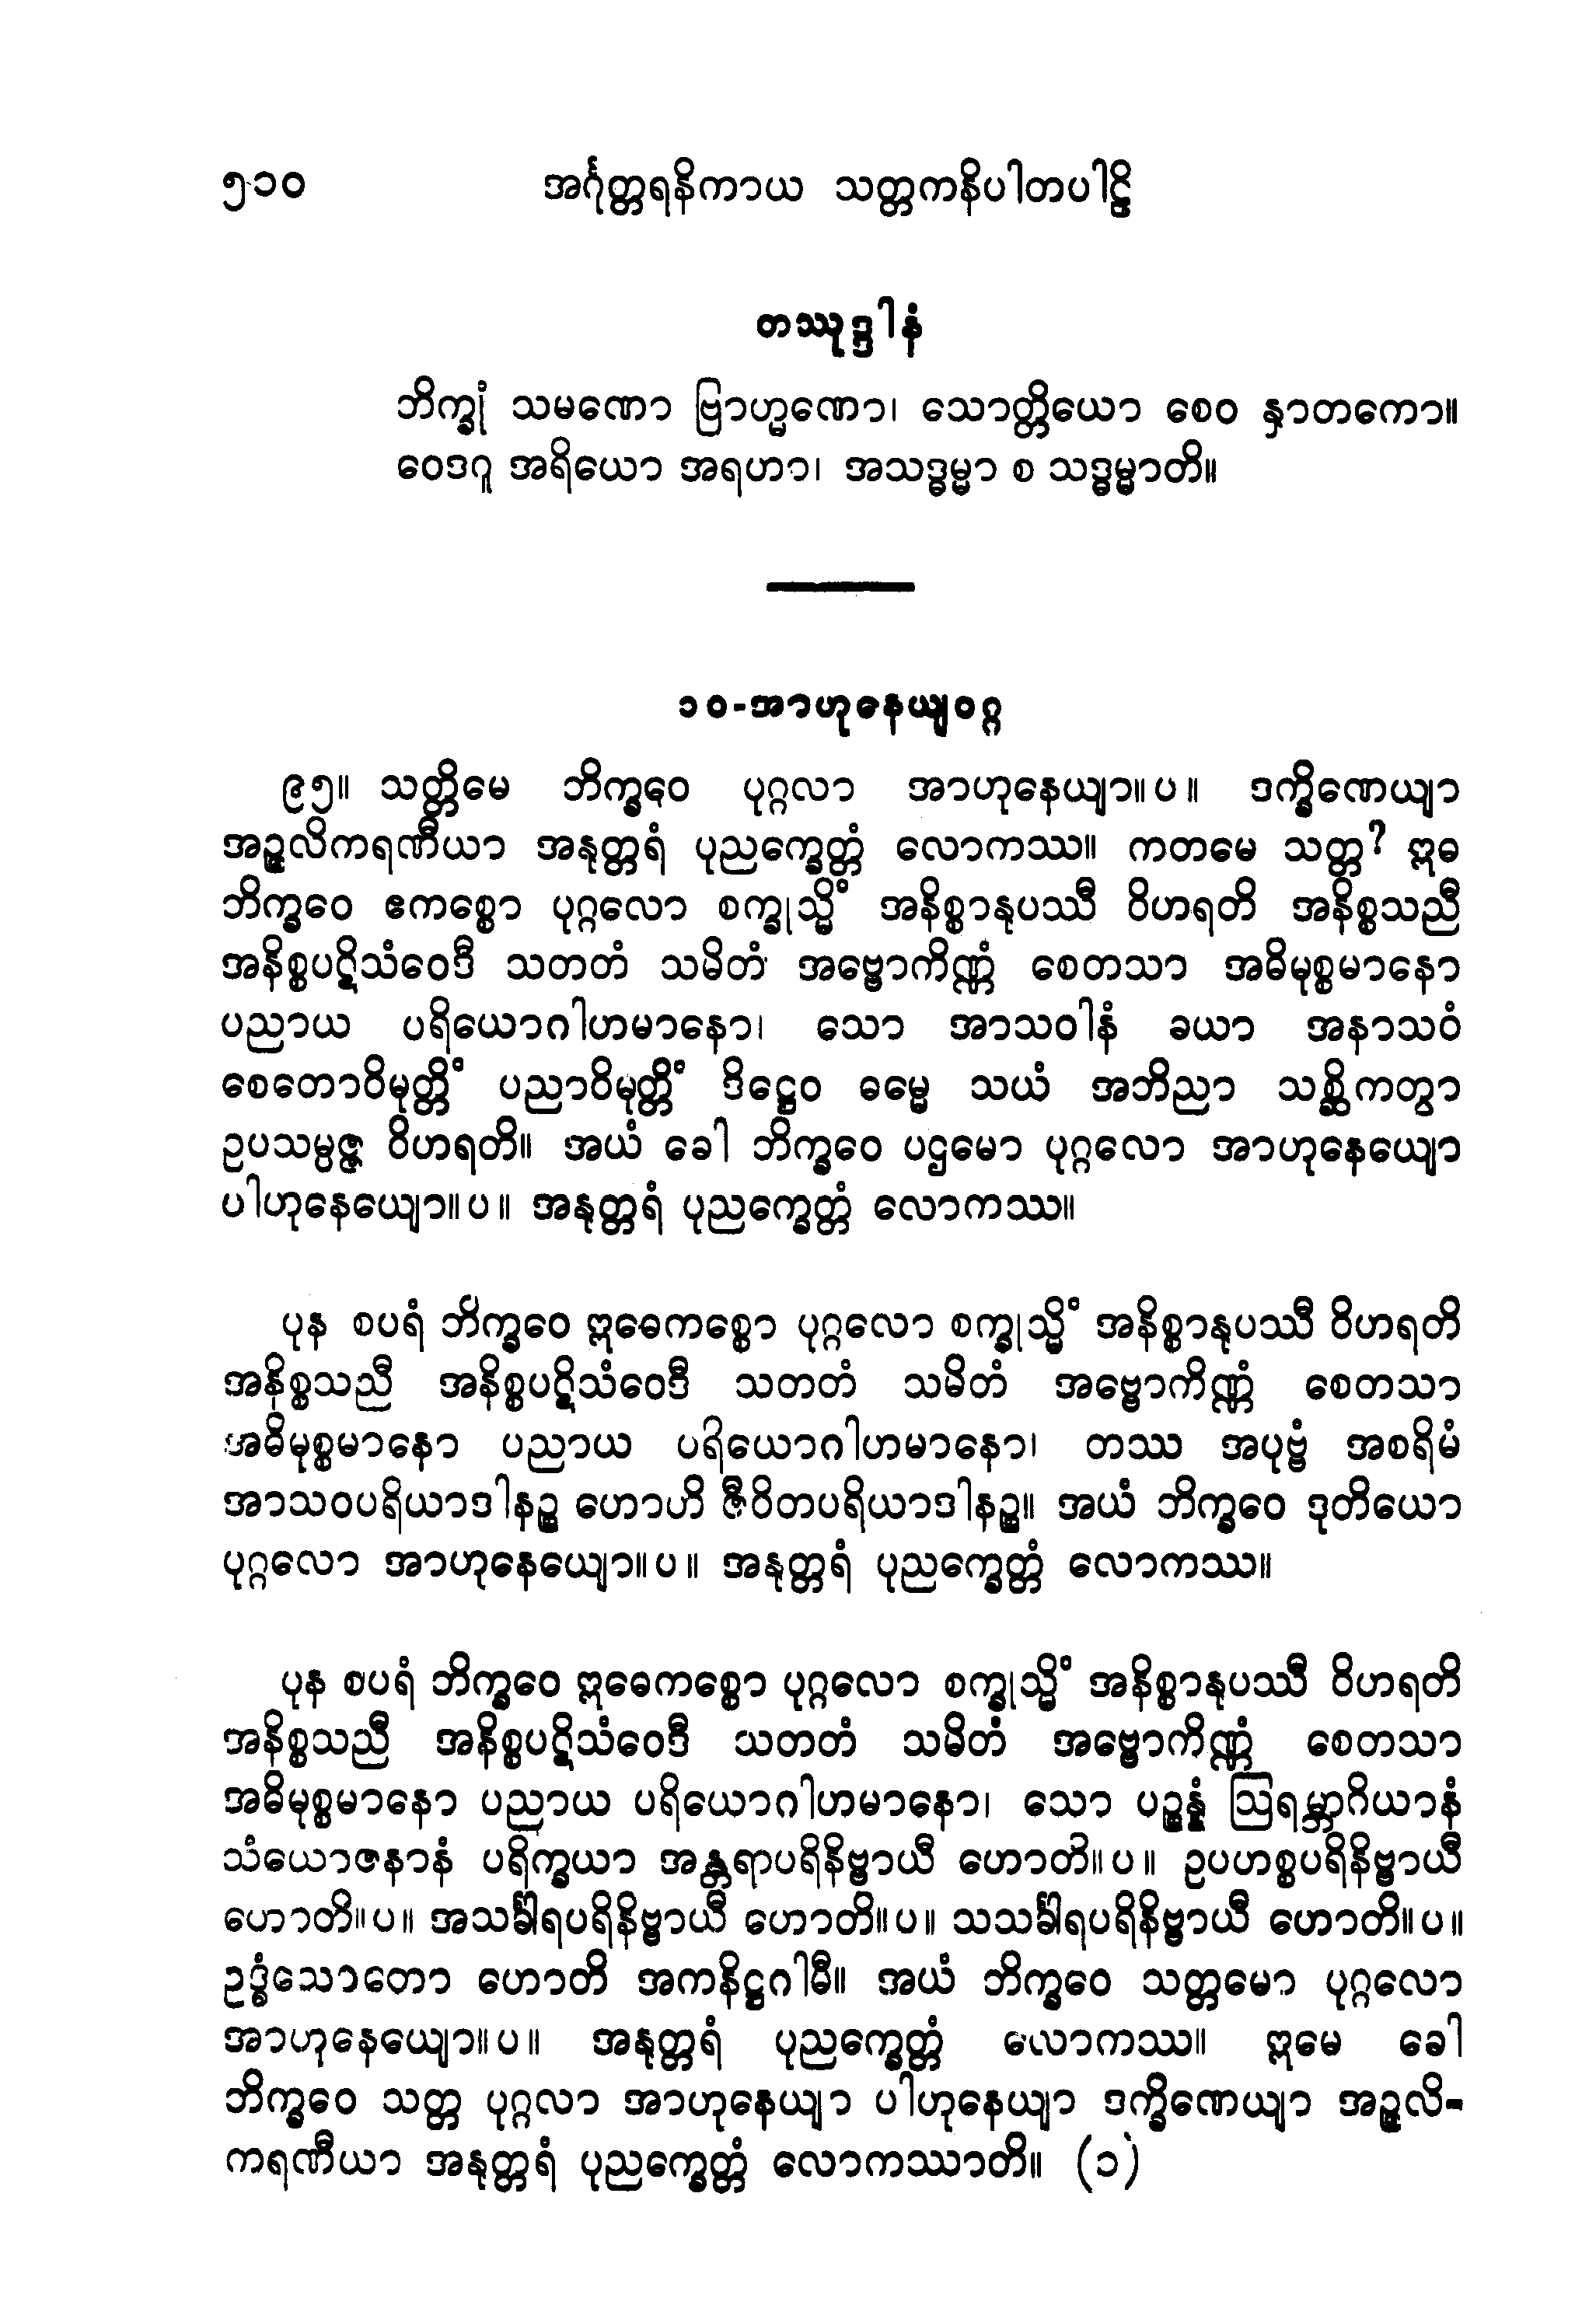 ၅၁၀ အင်္ဂုတ္တရနိကာယ သတ္တကနိပါတပါဠိ
တဿုဒ္ဒါနံ
ဘိက္ခုံ သမဏော ဗြာဟ္မဏော၊ သောတ္တိယော စေဝ နှာတကော။
ဝေဒဂူ အရိယော အရဟာ၊ အသဒ္ဓမ္မာ စ သဒ္ဓမ္မာတိ။
၁၀-အာဟုနေယျဝဂ္ဂ
၉၅။ သတ္တိမေ ဘိက္ခဝေ ပုဂ္ဂလာ အာဟုနေယျာ။ပ။ ဒက္ခိဏေယျာ
အဉ္ဇလိကရဏီယာ အနုတ္တရံ ပုညက္ခေတ္တံ လောကဿ။ ကတမေ သတ္တ? ဣဓ
ဘိက္ခဝေ ဧကစ္စော ပုဂ္ဂလော စက္ခုသ္မိံ အနိစ္စာနုပဿီ ဝိဟရတိ အနိစ္စသညီ
အနိစ္စပဋိသံဝေဒီ သတတံ သမိတံ အဗ္ဗောကိဏ္ဏံ စေတသာ အဓိမုစ္စမာနော
ပညာယ ပရိယောဂါဟမာနော၊ သော အာသဝါနံ ခယာ အနာသဝံ
စေတောဝိမုတ္တိံ ပညာဝိမုတ္တိံ ဒိဋ္ဌေဝ ဓမ္မေ သယံ အဘိညာ သစ္ဆိကတွာ
ဥပသမ္ပဇ္ဇ ဝိဟရတိ။ အယံ ခေါ ဘိက္ခဝေ ပဌမော ပုဂ္ဂလော အာဟုနေယျော
ပါဟုနေယျော။ပ။ အနုတ္တရံ ပုညက္ခေတ္တံ လောကဿ။
ပုန စပရံ ဘိက္ခဝေ ဣဓေကစ္စော ပုဂ္ဂလော စက္ခုသ္မိံ အနိစ္စာနုပဿီ ဝိဟရတိ
အနိစ္စသညီ အနိစ္စပဋိသံဝေဒီ သတတံ သမိတံ အဗ္ဗောကိဏ္ဏံ စေတသာ
အဓိမုစ္စမာနော ပညာယ ပရိယောဂါဟမာနော၊ တဿ အပုဗ္ဗံ အစရိမံ
အာသဝပရိယာဒါနဉ္စ ဟောဟိ ဇီဝိတပရိယာဒါနဉ္စ။ အယံ ဘိက္ခဝေ ဒုတိယော
ပုဂ္ဂလော အာဟုနေယျော။ပ။ အနုတ္တရံ ပုညက္ခေတ္တံ လောကဿ။
ပုန စပရံ ဘိက္ခဝေ ဣဓေကစ္စော ပုဂ္ဂလော စက္ခုသ္မိံ အနိစ္စာနုပဿီ ဝိဟရတိ
အနိစ္စသညီ အနိစ္စပဋိသံဝေဒီ သတတံ သမိတံ အဗ္ဗောကိဏ္ဏံ စေတသာ
အဓိမုစ္စမာနော ပညာယ ပရိယောဂါဟမာနော၊ သော ပဉ္စန္နံ ဩရမ္ဘာဂိယာနံ
သံယောဇနာနံ ပရိက္ခယာ အန္တရာပရိနိဗ္ဗာယီ ဟောတိ။ပ။ ဥပဟစ္စပရိနိဗ္ဗာယီ
ဟောတိ။ပ။ အသင်္ခါရပရိနိဗ္ဗာယီ ဟောတိ။ပ။ သသင်္ခါရပရိနိဗ္ဗာယီ ဟောတိ။ပ။
ဥဒ္ဓံသောတော ဟောတိ အကနိဋ္ဌဂါမီ။ အယံ ဘိက္ခဝေ သတ္တမော ပုဂ္ဂလော
အာဟုနေယျော။ပ။ အနုတ္တရံ ပုညက္ခေတ္တံ လောကဿ။ ဣမေ ခေါ
ဘိက္ခဝေ သတ္တ ပုဂ္ဂလာ အာဟုနေယျာ ပါဟုနေယျာ ဒက္ခိဏေယျာ အဉ္ဇလိ-
ကရဏီယာ အနုတ္တရံ ပုညက္ခေတ္တံ လောကဿာတိ။ (၁)